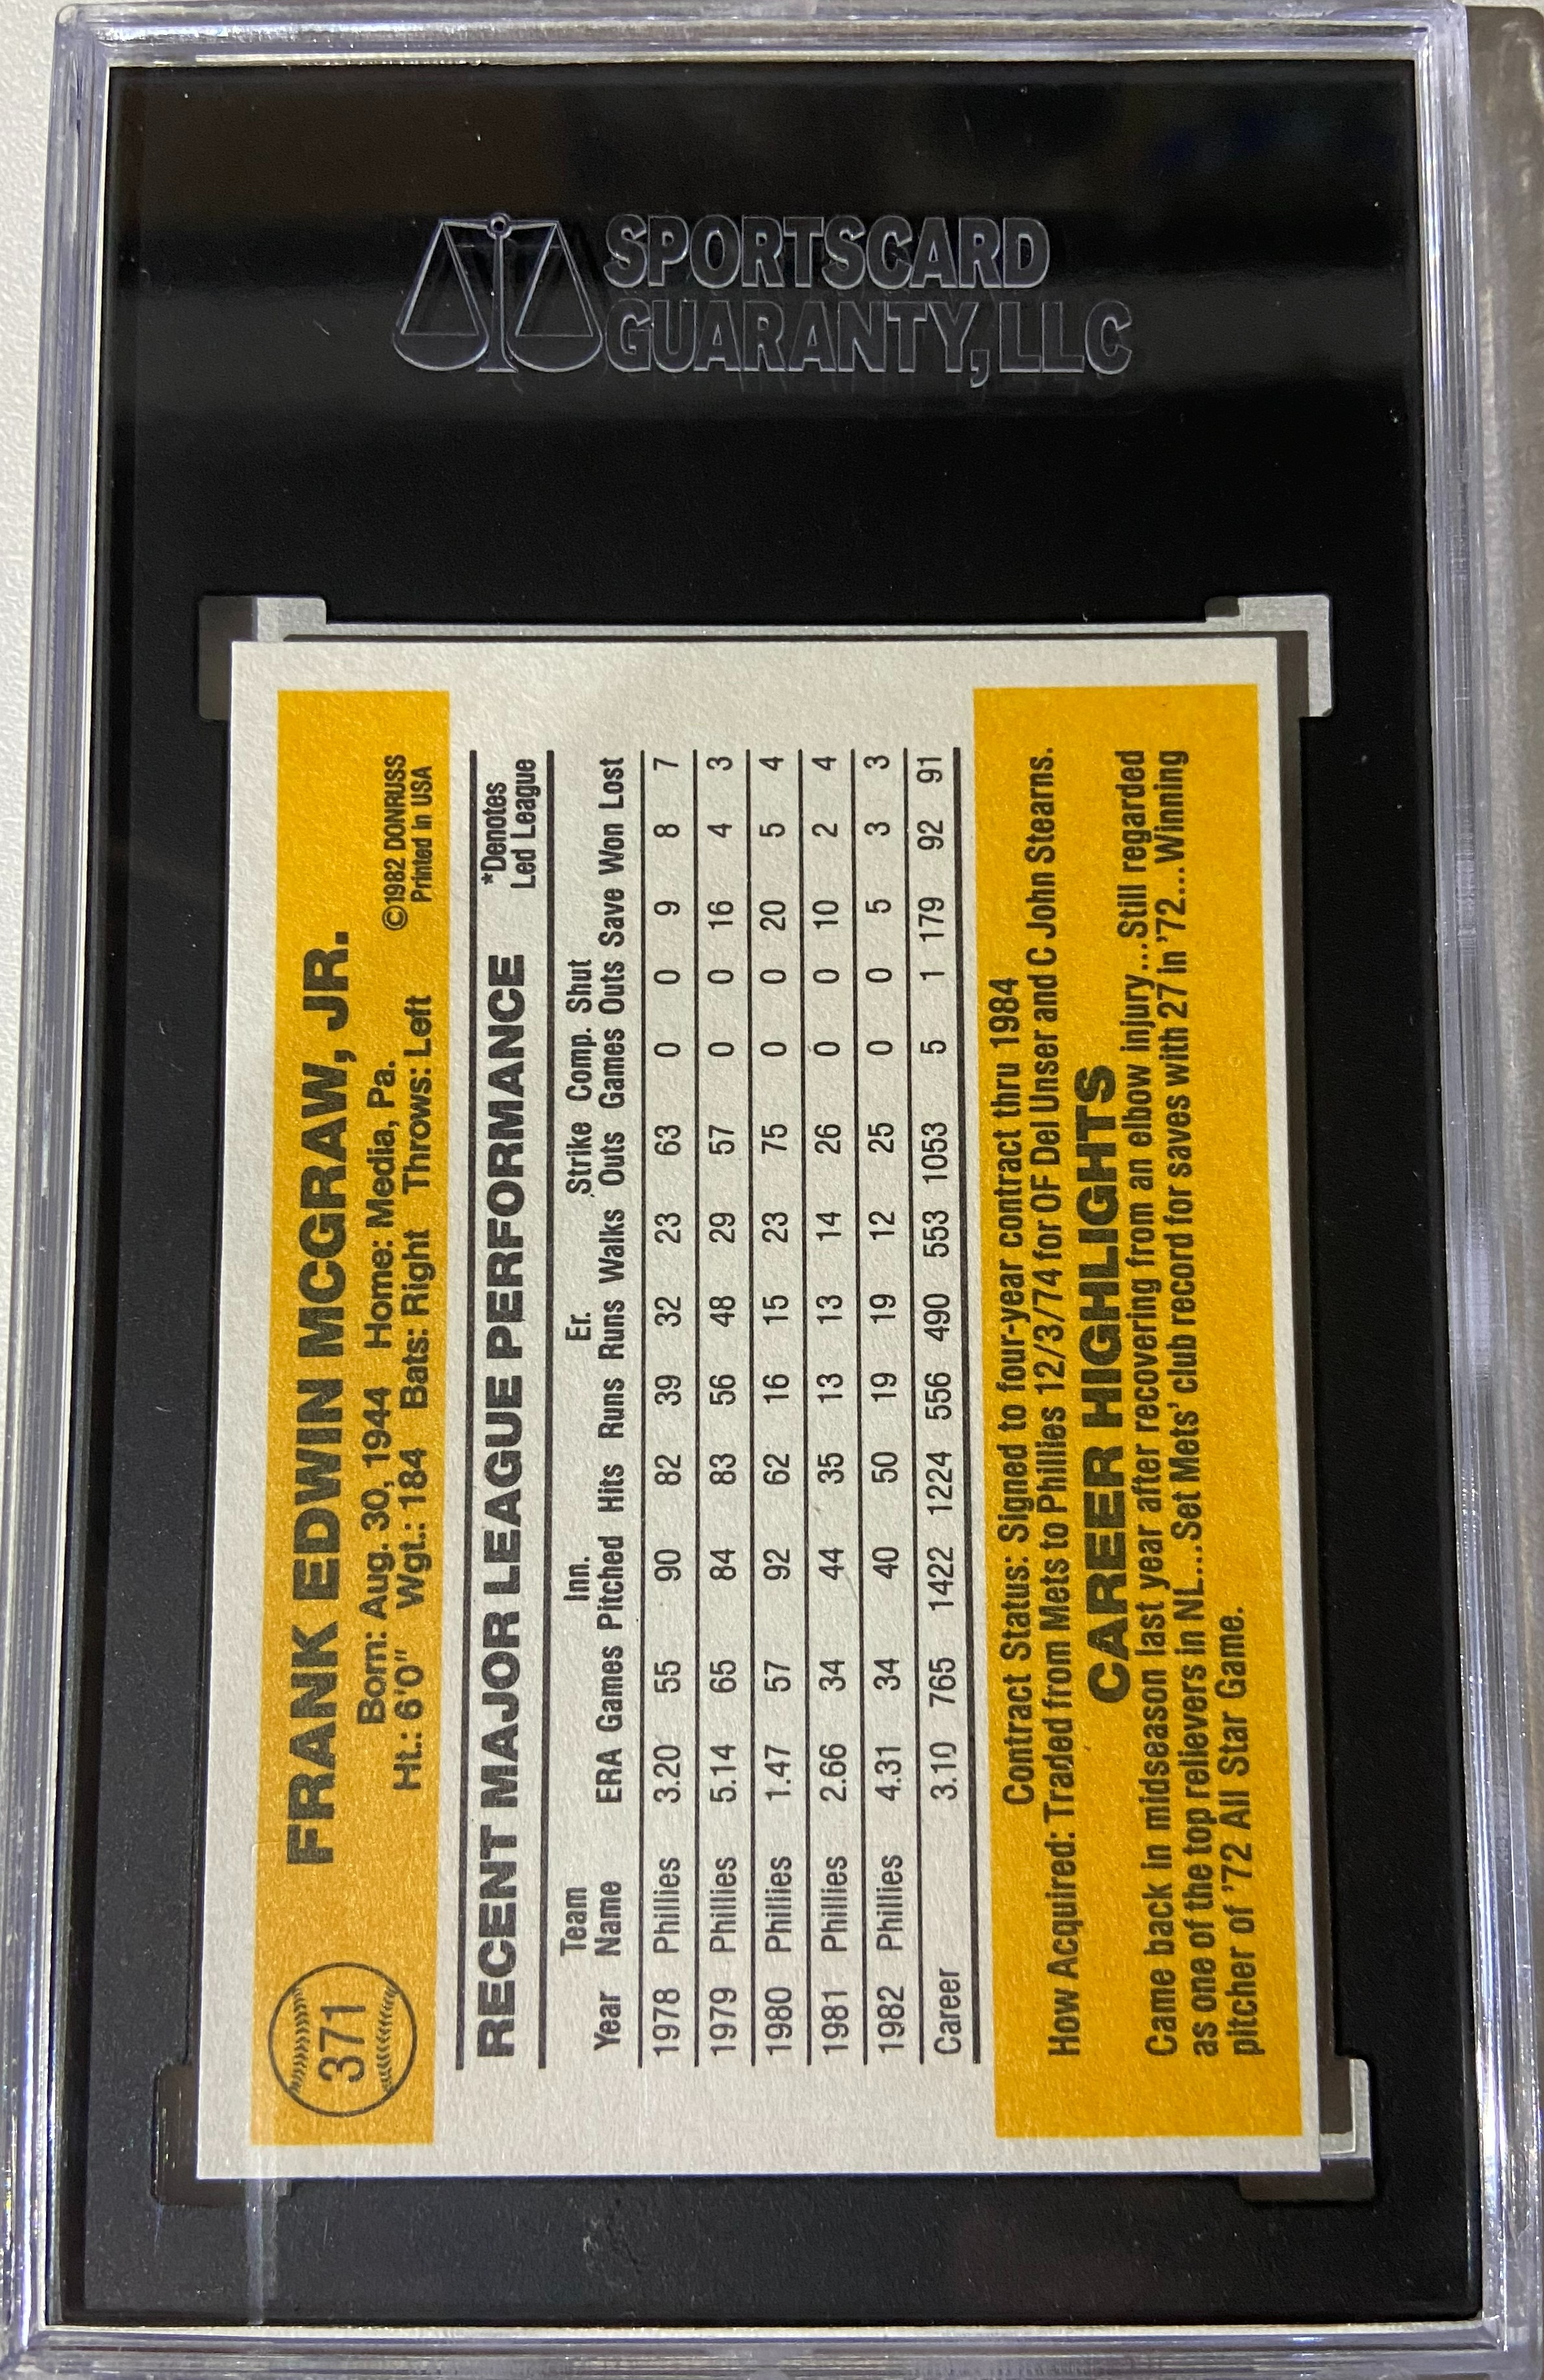 SPORTSCARD
GUARANTY, LLC
371
FRANK EDWIN MCGRAW, JR.
Born: Aug. 30, 1944 Home: Media, Pa. ©1982 DONRUSS
Ht.: 6'0" Wgt.: 184 Bats: Right Throws: Left Printed in USA
RECENT MAJOR LEAGUE PERFORMANCE *Denotes
Led League
Team Inn. Er. Strike Comp. Shut
Year Name ERA Games Pitched Hits Runs Runs Walks Outs Games Outs Save Won Lost
1978 Phillies 3.20 55 90 82 39 32 23 63 0 0 9 8 7
1979 Phillies 5.14 65 84 83 56 48 29 57 0 0 16 4 3
1980 Phillies 1.47 57 92 62 16 15 23 75 0 0 20 5 4
1981 Phillies 2.66 34 44 35 13 13 14 26 0 0 10 2 4
1982 Phillies 4.31 34 40 50 19 19 12 25 0 0 5 3 3
Career 3.10 765 1422 1224 556 490 553 1053 5 1 179 92 91
Contract Status: Signed to four-year contract thru 1984
How Acquired: Traded from Mets to Phillies 12/3/74 for OF Del Unser and C John Stearns.
CAREER HIGHLIGHTS
Came back in midseason last year after recovering from an elbow injury...Still regarded
as one of the top relievers in NL...Set Mets' club record for saves with 27 in '72...Winning
pitcher of '72 All Star Game.